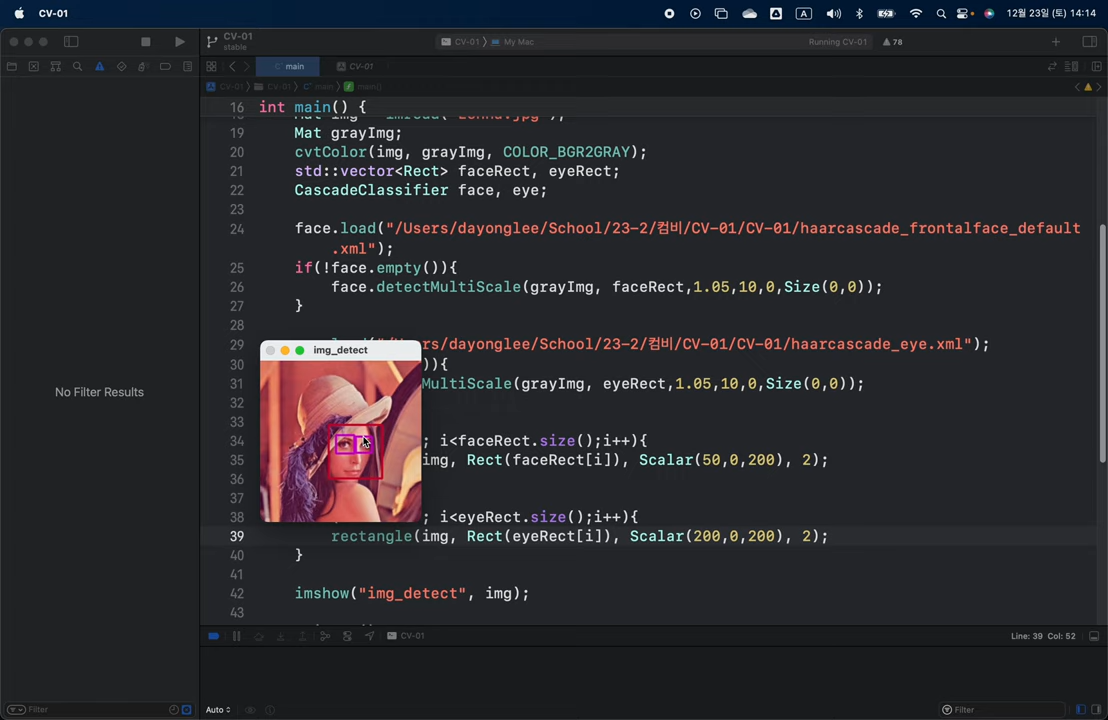 CV-01
A
12월 23일 (토) 14:14
CV-01
stable
CV-01 〉 My Mac
Running CV-01
78
main
CV-01
CV-01 〉 CV-01 〉 main 〉 main()
16 int main() {
19 Mat grayImg;
20 cvtColor(img, grayImg, COLOR_BGR2GRAY);
21 std::vector<Rect> faceRect, eyeRect;
22 CascadeClassifier face, eye;
23
24 face.load("/Users/dayonglee/School/23-2/컴비/CV-01/CV-01/haarcascade_frontalface_default
.xml");
25 if(!face.empty()){
26 face.detectMultiScale(grayImg, faceRect,1.05,10,0,Size(0,0));
27 }
28
29 rs/dayonglee/School/23-2/컴비/CV-01/CV-01/haarcascade_eye.xml");
img_detect
30 )){
31 MultiScale(grayImg, eyeRect,1.05,10,0,Size(0,0));
No Filter Results
32
33
34 ; i<faceRect.size();i++){
35 img, Rect(faceRect[i]), Scalar(50,0,200), 2);
36
37
38 ; i<eyeRect.size();i++){
39 rectangle(img, Rect(eyeRect[i]), Scalar(200,0,200), 2);
40 }
41
42 imshow("img_detect", img);
43
CV-01
Line: 39 Col: 52
Filter
Auto
Filter